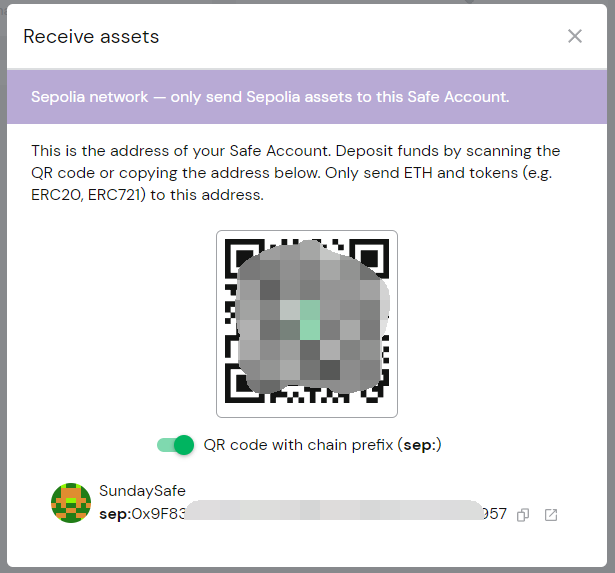 Receive assets
Sepolia network — only send Sepolia assets to this Safe Account.
This is the address of your Safe Account. Deposit funds by scanning the
QR code or copying the address below. Only send ETH and tokens (e.g.
ERC20, ERC721) to this address.
QR code with chain prefix (sep:)
SundaySafe
sep:0x9F83 957